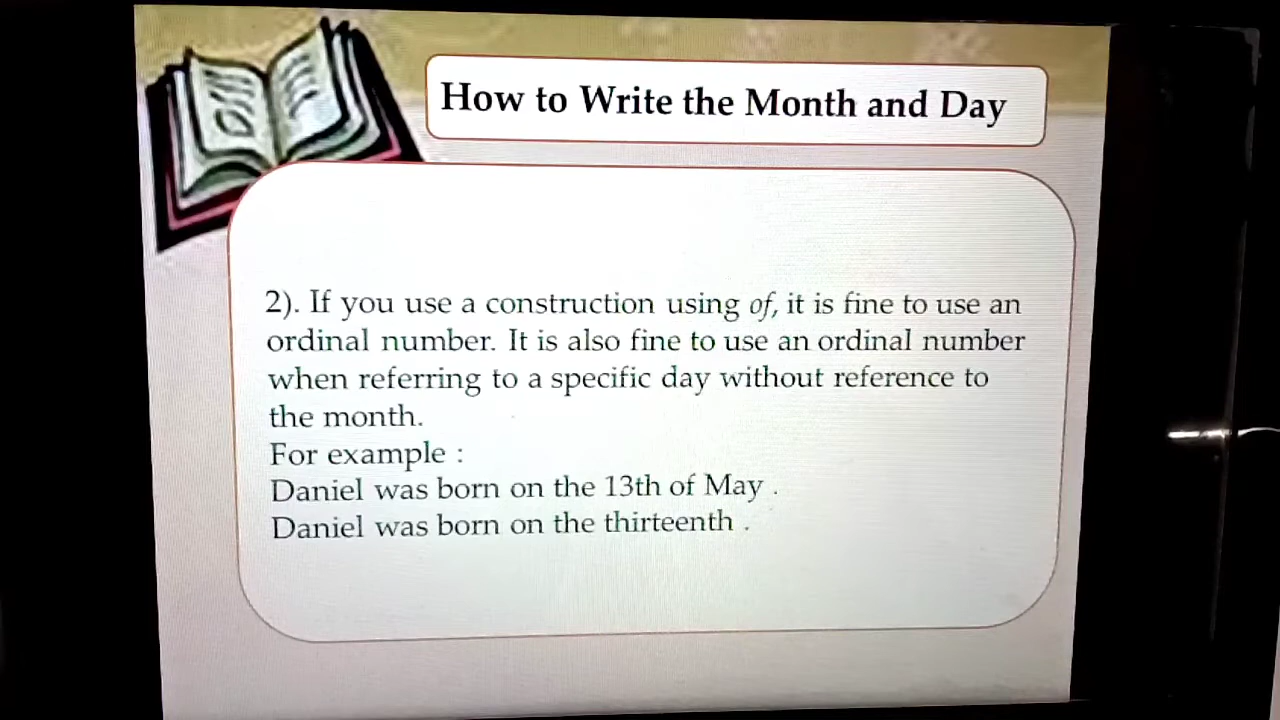 How to Write the Month and Day
2). If you use a construction using of, it is fine to use an
ordinal number. It is also fine to use an ordinal number
when referring to a specific day without reference to
the month.
For example :
Daniel was born on the 13th of May .
Daniel was born on the thirteenth .